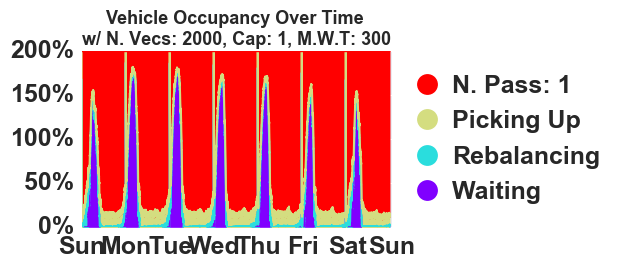 Vehicle Occupancy Over Time
w/ N. Vecs: 2000, Cap: 1, M.W.T: 300
200%
150%
100%
50%
0%
Sun Mon Tue Wed Thu Fri Sat Sun
N. Pass: 1
Picking Up
Rebalancing
Waiting